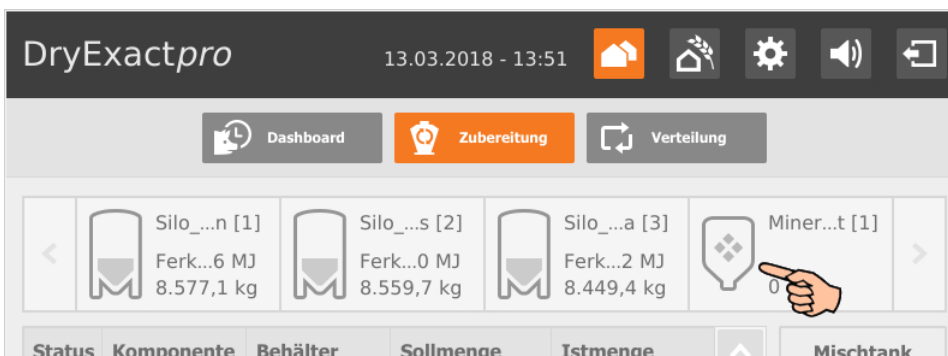 DryExactpro
13.03.2018 - 13:51
Dashboard
Zubereitung
Verteilung
Silo_...n [1]
Ferk...6 MJ
8.577,1 kg
Silo_...s [2]
Ferk...0 MJ
8.559,7 kg
Silo_...a [3]
Ferk...2 MJ
8.449,4 kg
Miner...t [1]
0
Status Komponente Behälter Sollmenge Istmenge
Mischtank